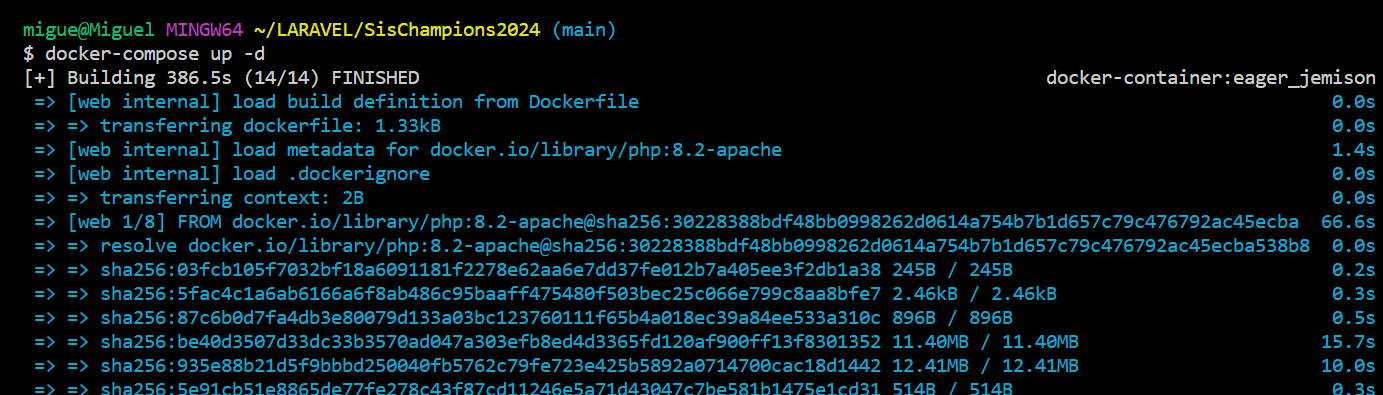 migue@Miguel MINGW64 ~/LARAVEL/SisChampions2024 (main)
$ docker-compose up -d
[+] Building 386.5s (14/14) FINISHED docker-container:eager_jemison
=> [web internal] load build definition from Dockerfile 0.0s
=> => transferring dockerfile: 1.33kB 0.0s
=> [web internal] load metadata for docker.io/library/php:8.2-apache 1.4s
=> [web internal] load .dockerignore 0.0s
=> => transferring context: 2B 0.0s
=> [web 1/8] FROM docker.io/library/php:8.2-apache@sha256:30228388bdf48bb0998262d0614a754b7b1d657c79c476792ac45ecba 66.6s
=> => resolve docker.io/library/php:8.2-apache@sha256:30228388bdf48bb0998262d0614a754b7b1d657c79c476792ac45ecba538b8 0.0s
=> => sha256:03fcb105f7032bf18a6091181f2278e62aa6e7dd37fe012b7a405ee3f2db1a38 245B / 245B 0.2s
=> => sha256:5fac4c1a6ab6166a6f8ab486c95baaff475480f503bec25c066e799c8aa8bfe7 2.46kB / 2.46kB 0.3s
=> => sha256:87c6b0d7fa4db3e80079d133a03bc123760111f65b4a018ec39a84ee533a310c 896B / 896B 0.5s
=> => sha256:be40d3507d33dc33b3570ad047a303efb8ed4d3365fd120af900ff13f8301352 11.40MB / 11.40MB 15.7s
=> => sha256:935e88b21d5f9bbbd250040fb5762c79fe723e425b5892a0714700cac18d1442 12.41MB / 12.41MB 10.0s
=> => sha256:5e91cb51e8865de77fe278c43f87cd11246e5a71d43047c7be581b1475e1cd31 514B / 514B 0.3s